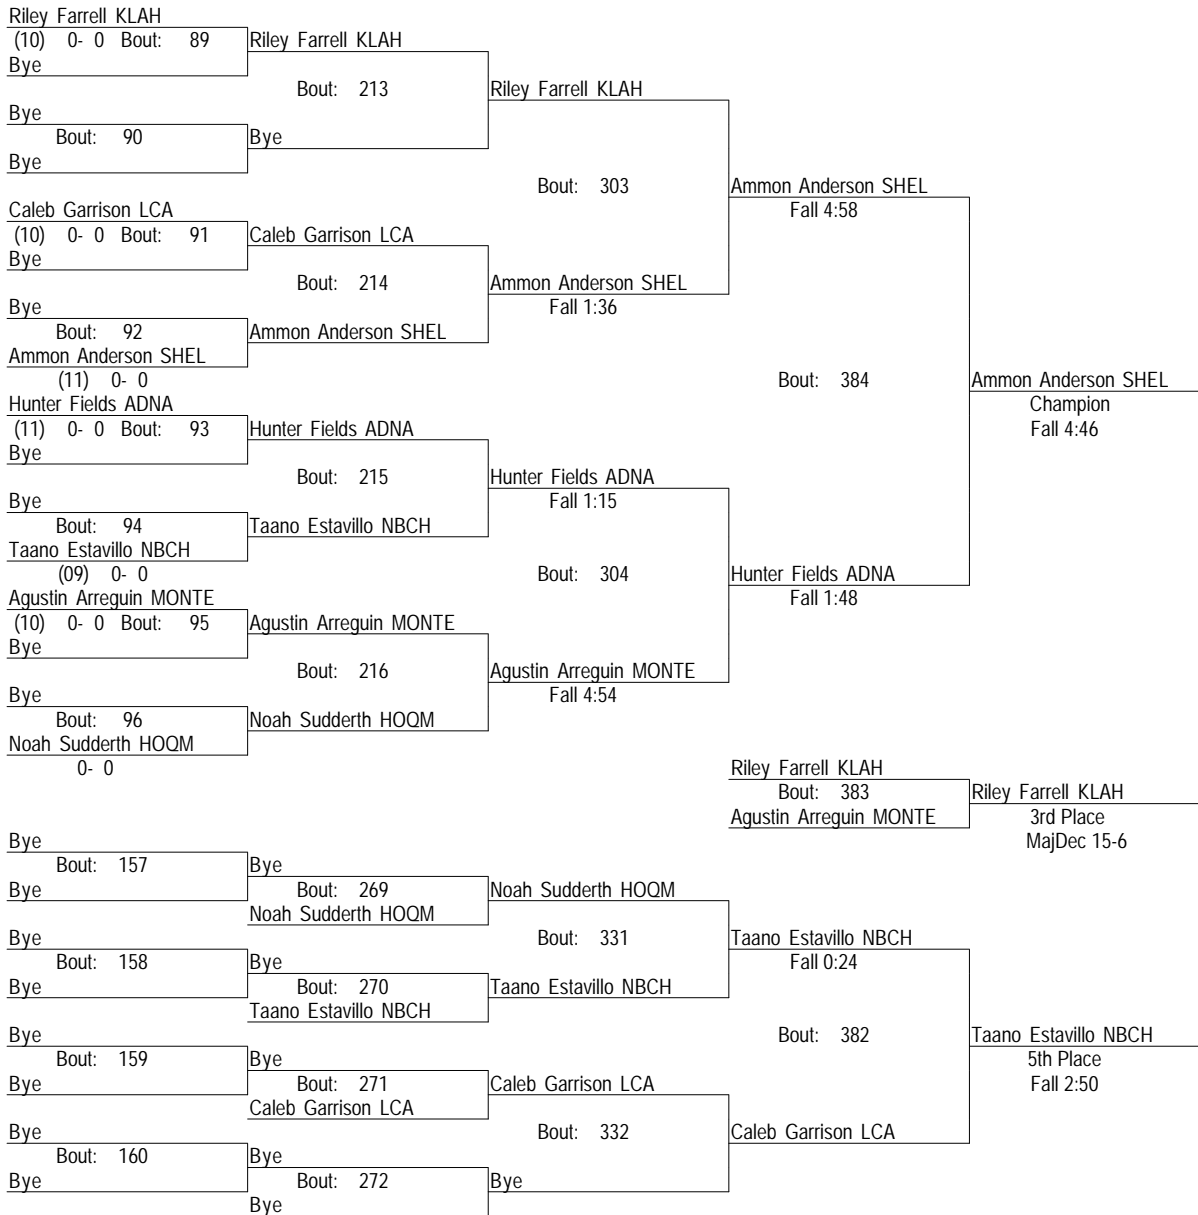 Riley Farrell KLAH
(10) 0- 0 Bout: 89
Riley Farrell KLAH
Bye
Bout: 213
Riley Farrell KLAH
Bye
Bout: 90
Bye
Bye
Bout: 303
Ammon Anderson SHEL
Fall 4:58
Caleb Garrison LCA
(10) 0- 0 Bout: 91
Caleb Garrison LCA
Bye
Bout: 214
Ammon Anderson SHEL
Fall 1:36
Bye
Bout: 92
Ammon Anderson SHEL
Ammon Anderson SHEL
(11) 0- 0
Bout: 384
Ammon Anderson SHEL
Champion
Fall 4:46
Hunter Fields ADNA
(11) 0- 0 Bout: 93
Hunter Fields ADNA
Bye
Bout: 215
Hunter Fields ADNA
Fall 1:15
Bye
Bout: 94
Taano Estavillo NBCH
Taano Estavillo NBCH
(09) 0- 0
Bout: 304
Hunter Fields ADNA
Fall 1:48
Agustin Arreguin MONTE
(10) 0- 0 Bout: 95
Agustin Arreguin MONTE
Bye
Bout: 216
Agustin Arreguin MONTE
Fall 4:54
Bye
Bout: 96
Noah Sudderth HOQM
Noah Sudderth HOQM
0- 0
Riley Farrell KLAH
Bout: 383
Riley Farrell KLAH
Agustin Arreguin MONTE
3rd Place
MajDec 15-6
Bye
Bout: 157
Bye
Bye
Bout: 269
Noah Sudderth HOQM
Noah Sudderth HOQM
Bye
Bout: 331
Taano Estavillo NBCH
Fall 0:24
Bout: 158
Bye
Bye
Bout: 270
Taano Estavillo NBCH
Taano Estavillo NBCH
Bye
Bout: 382
Taano Estavillo NBCH
5th Place
Fall 2:50
Bout: 159
Bye
Bye
Bout: 271
Caleb Garrison LCA
Caleb Garrison LCA
Bye
Bout: 332
Caleb Garrison LCA
Bout: 160
Bye
Bye
Bout: 272
Bye
Bye